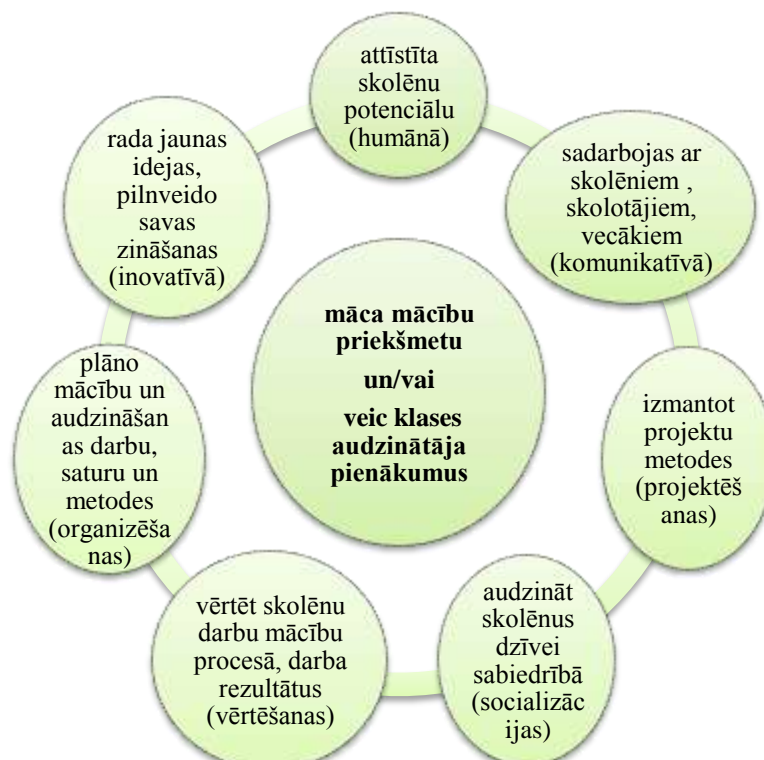 attīstīta
skolēnu
potenciālu
(humānā)
sadarbojas ar
skolēniem ,
skolotājiem,
vecākiem
(komunikatīvā)
izmantot
projektu
metodes
(projektēš
anas)
audzināt
skolēnus
dzīvei
sabiedrībā
(socializāc
ijas)
vērtēt skolēnu
darbu mācību
procesā, darba
rezultātus
(vērtēšanas)
plāno
mācību un
audzināšan
as darbu,
saturu un
metodes
(organizēša
nas)
rada jaunas
idejas,
pilnveido
savas
zināšanas
(inovatīvā)
māca mācību
priekšmetu
un/vai
veic klases
audzinātāja
pienākumus